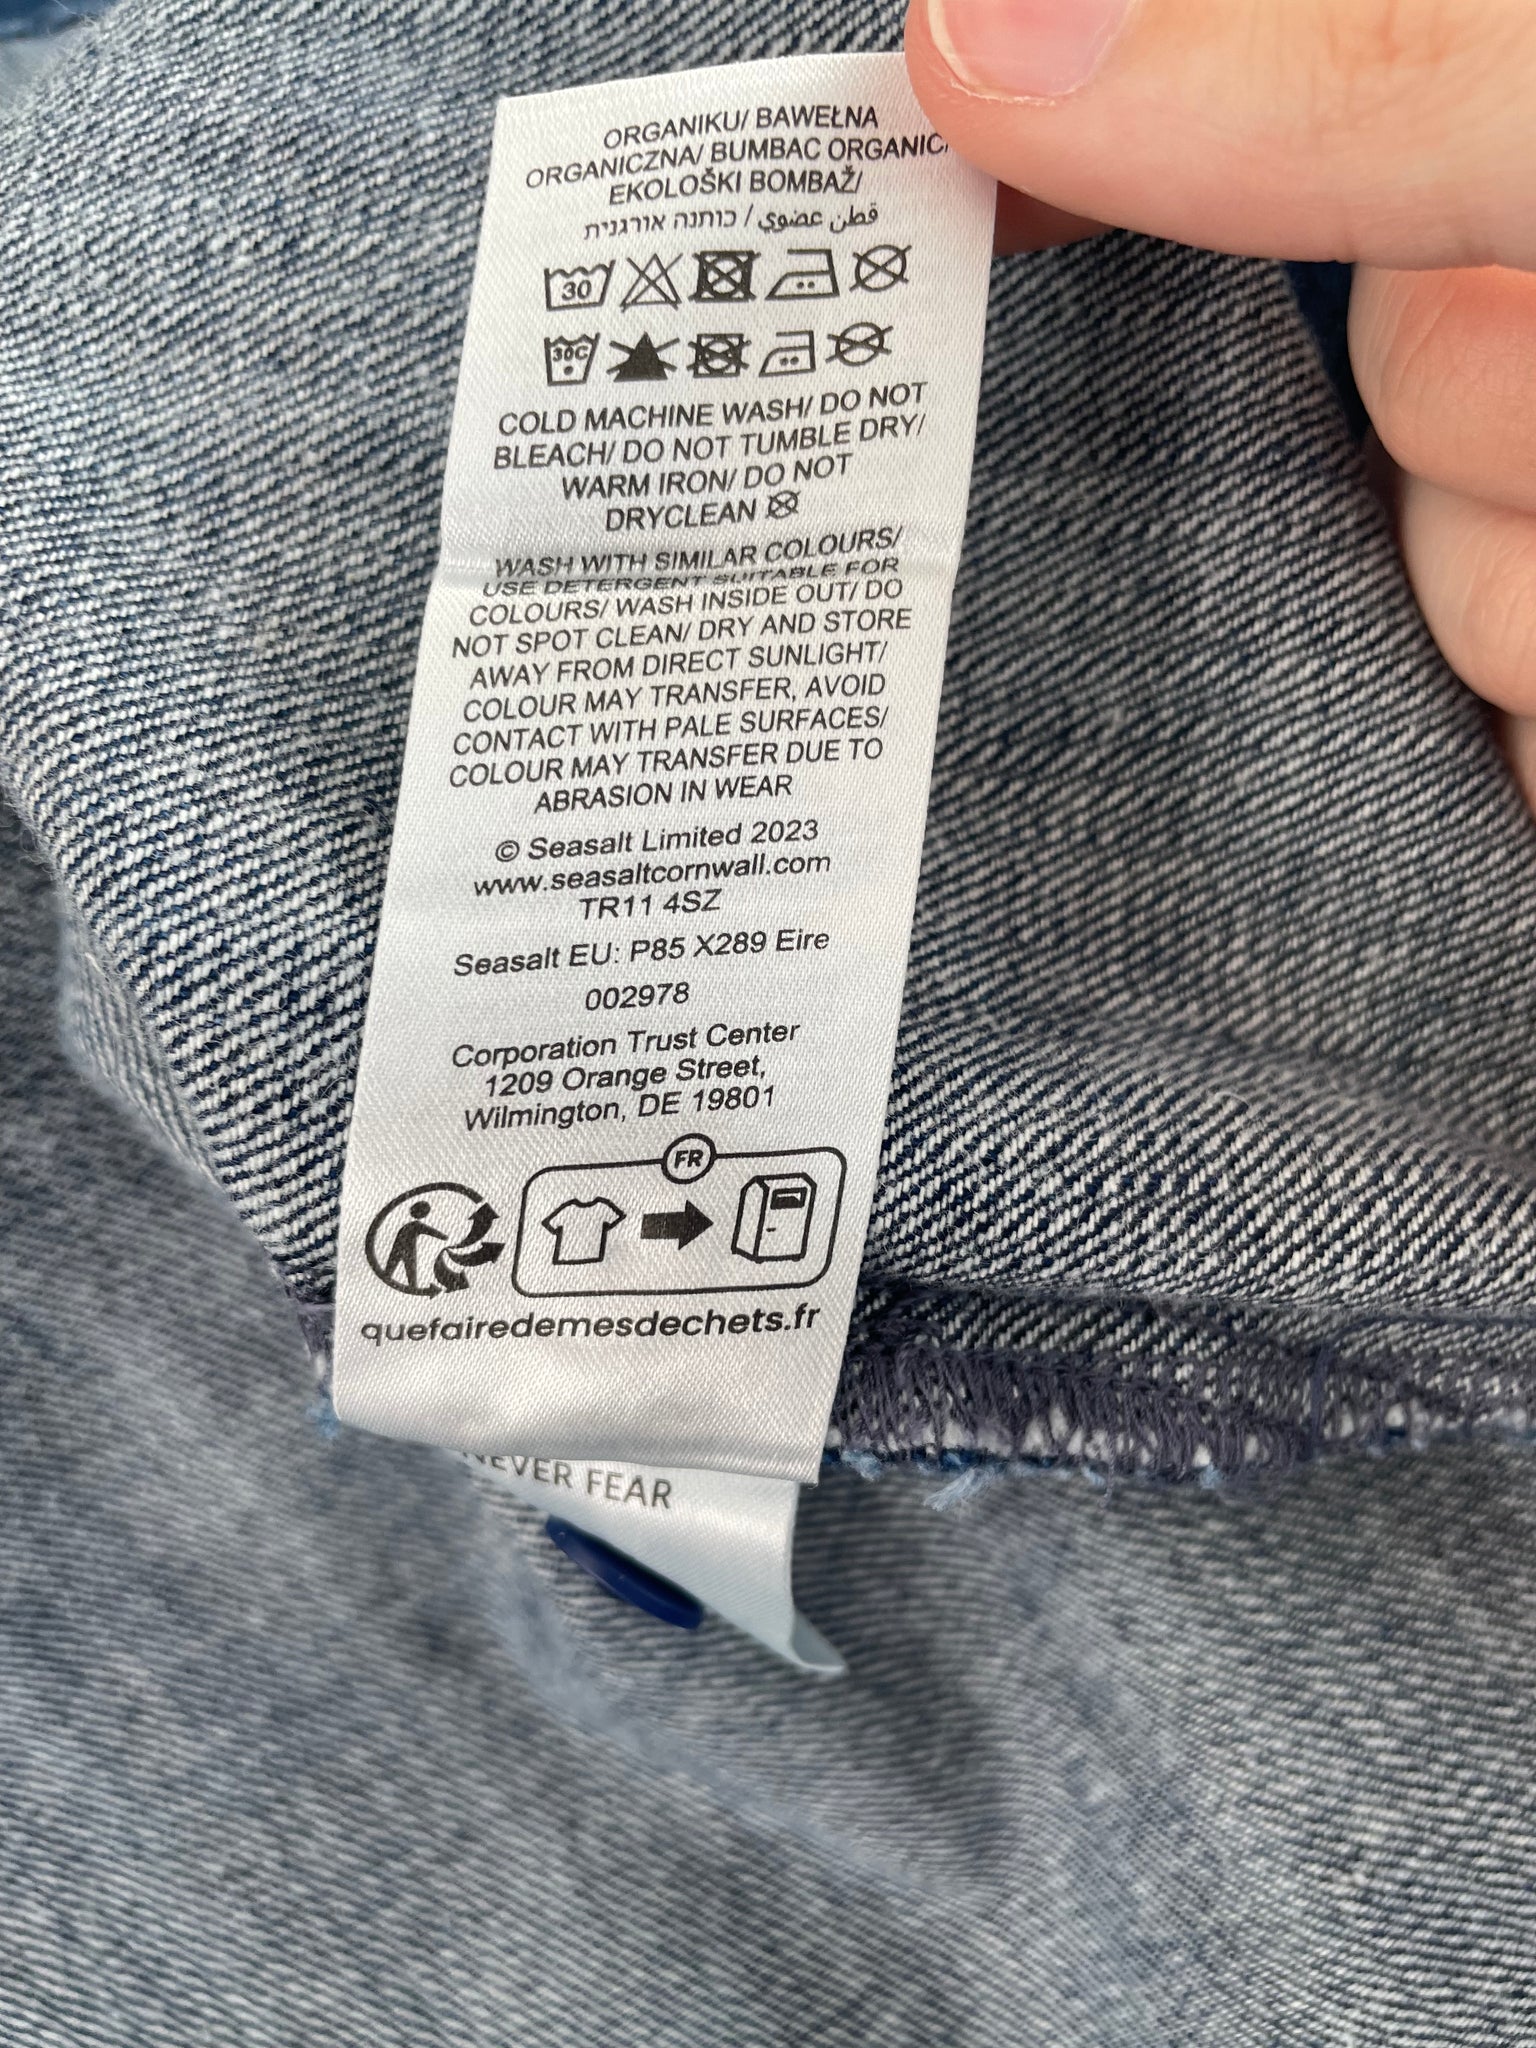 ORGANIKU/ BAWEŁNA
ORGANICZNA/ BUMBAC ORGANIC
EKOLOŠKI BOMBAŽ/
قطن عضوي / כותנה אורגנית
30
30C
COLD MACHINE WASH/ DO NOT
BLEACH/ DO NOT TUMBLE DRY/
WARM IRON/ DO NOT
DRYCLEAN
WASH WITH SIMILAR COLOURS/
USE DETERGENT SUITABLE FOR
COLOURS/ WASH INSIDE OUT/ DO
NOT SPOT CLEAN/ DRY AND STORE
AWAY FROM DIRECT SUNLIGHT/
COLOUR MAY TRANSFER, AVOID
CONTACT WITH PALE SURFACES/
COLOUR MAY TRANSFER DUE TO
ABRASION IN WEAR
© Seasalt Limited 2023
www.seasaltcornwall.com
TR11 4SZ
Seasalt EU: P85 X289 Eire
002978
Corporation Trust Center
1209 Orange Street,
Wilmington, DE 19801
FR
quefairedemesdechets.fr
NEVER FEAR